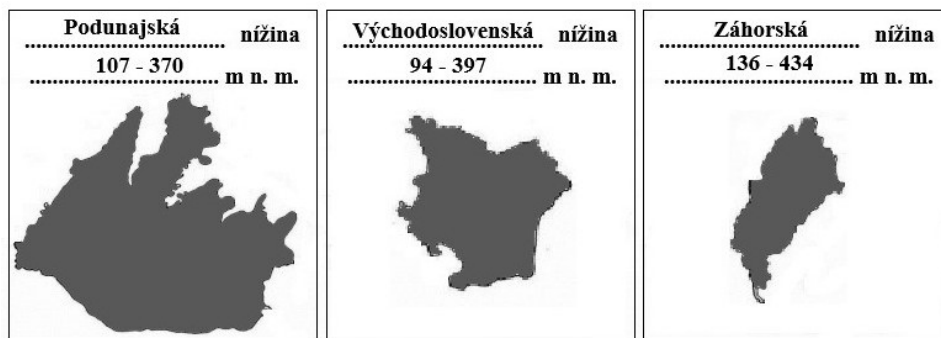 Podunajská nížina
107 - 370 m n. m.
Východoslovenská nížina
94 - 397 m n. m.
Záhorská nížina
136 - 434 m n. m.